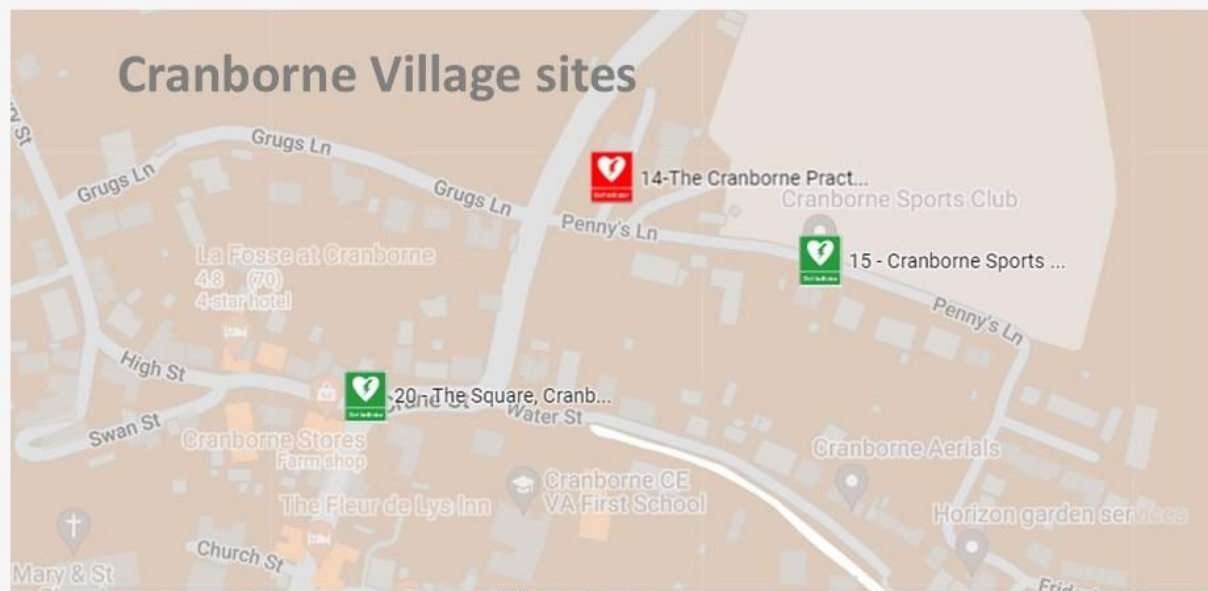 Cranborne Village sites
Grugs Ln
Grugs Ln
Grugs Ln
14-The Cranborne Pract...
Cranborne Sports Club
Penny's Ln
15 - Cranborne Sports ...
La Fosse at Cranborne
4.8 (70)
4-star hotel
Penny's Ln
High St
20 - The Square, Cranb...
Water St
Swan St
Cranborne Stores
Farm shop
Cranborne Aerials
The Fleur de Lys Inn
Cranborne CE
VA First School
Horizon garden services
Church St
Mary & St